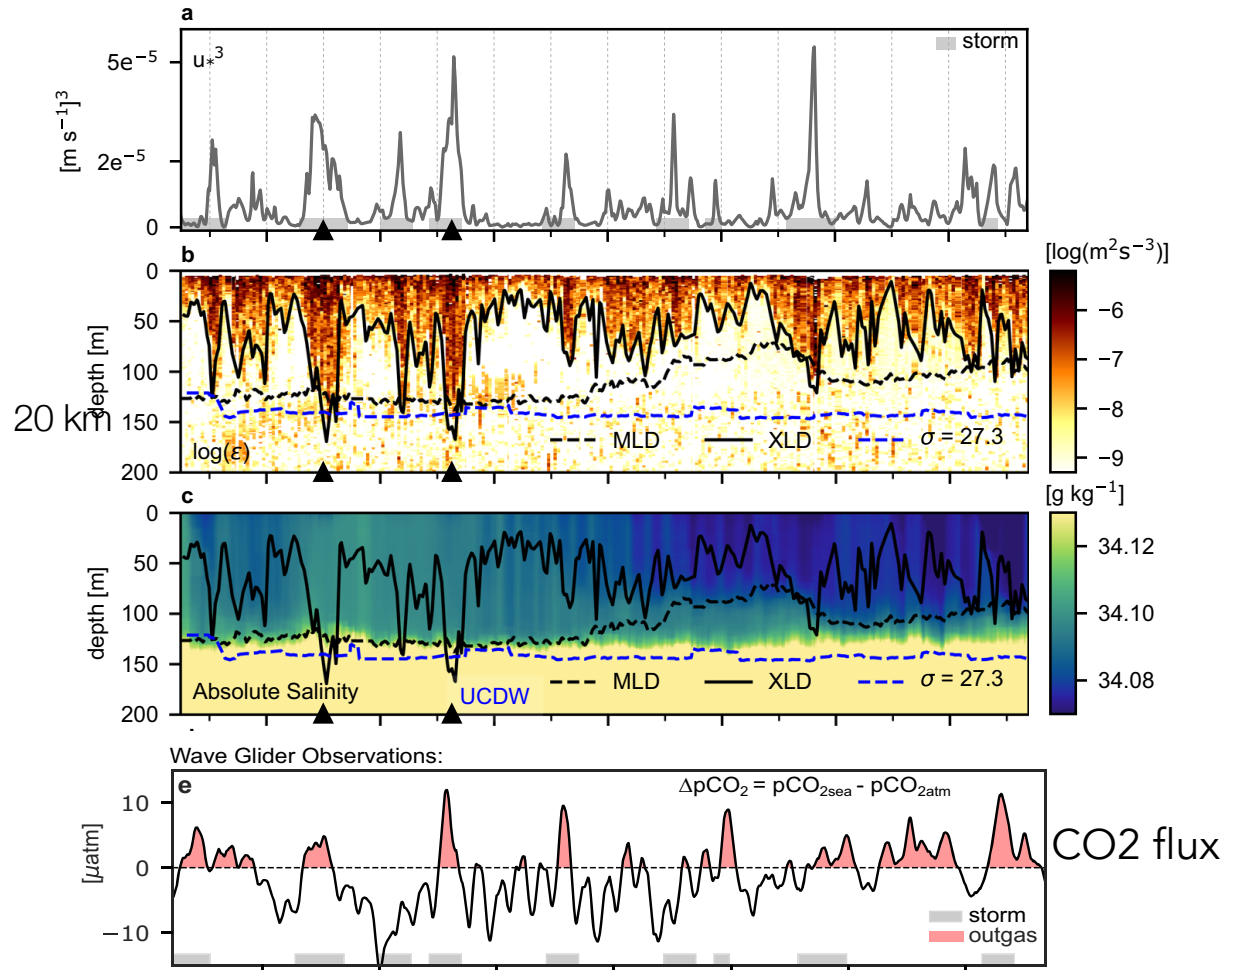 a
u*³
storm
[m s⁻¹]³
5e⁻⁵
2e⁻⁵
0
b
[log(m²s⁻³)]
depth [m]
0
50
100
150
200
20 km
log(ε)
MLD
XLD
σ = 27.3
−6
−7
−8
−9
c
[g kg⁻¹]
depth [m]
0
50
100
150
200
Absolute Salinity
UCDW
MLD
XLD
σ = 27.3
34.12
34.10
34.08
Wave Glider Observations:
e
ΔpCO₂ = pCO₂sea - pCO₂atm
[μatm]
10
0
−10
CO2 flux
storm
outgas